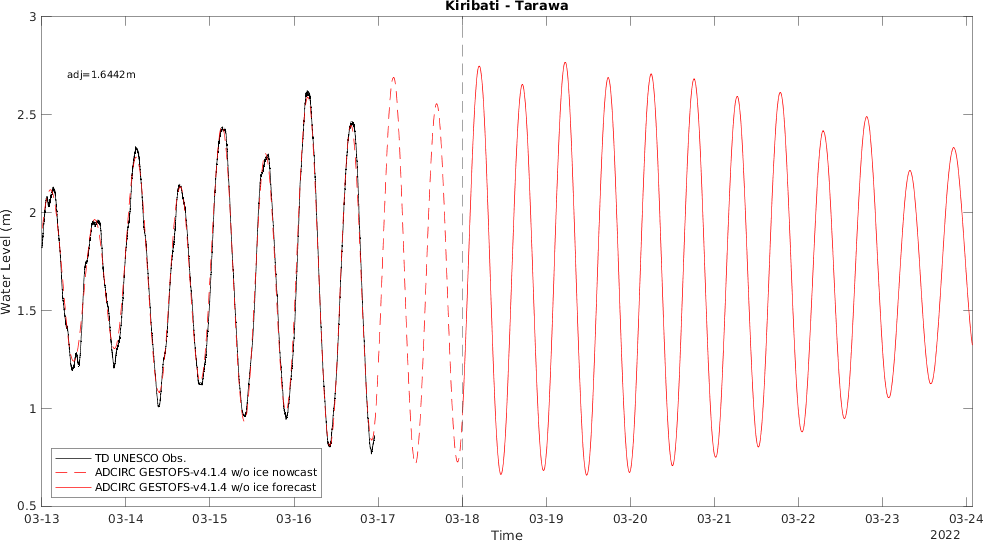 Kiribati - Tarawa
3
adj=1.6442m
2.5
2
Water Level (m)
1.5
1
TD UNESCO Obs.
ADCIRC GESTOFS-v4.1.4 w/o ice nowcast
ADCIRC GESTOFS-v4.1.4 w/o ice forecast
0.5
03-13 03-14 03-15 03-16 03-17 03-18 03-19 03-20 03-21 03-22 03-23 03-24
Time
2022